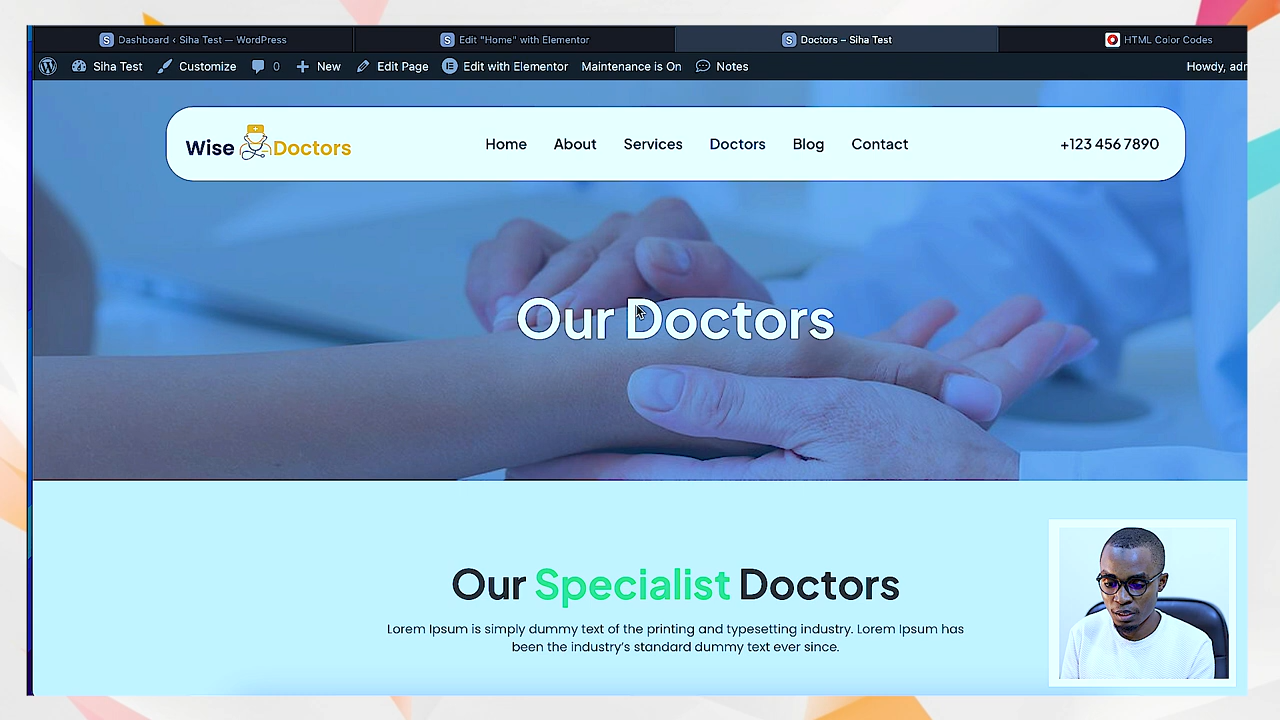 Dashboard ‹ Siha Test — WordPress
Edit "Home" with Elementor
Doctors – Siha Test
HTML Color Codes
Siha Test
Customize
0
New
Edit Page
Edit with Elementor
Maintenance is On
Notes
Howdy, adr
Wise Doctors
Home
About
Services
Doctors
Blog
Contact
+123 456 7890
Our Doctors
Our Specialist Doctors
Lorem Ipsum is simply dummy text of the printing and typesetting industry. Lorem Ipsum has
been the industry's standard dummy text ever since.